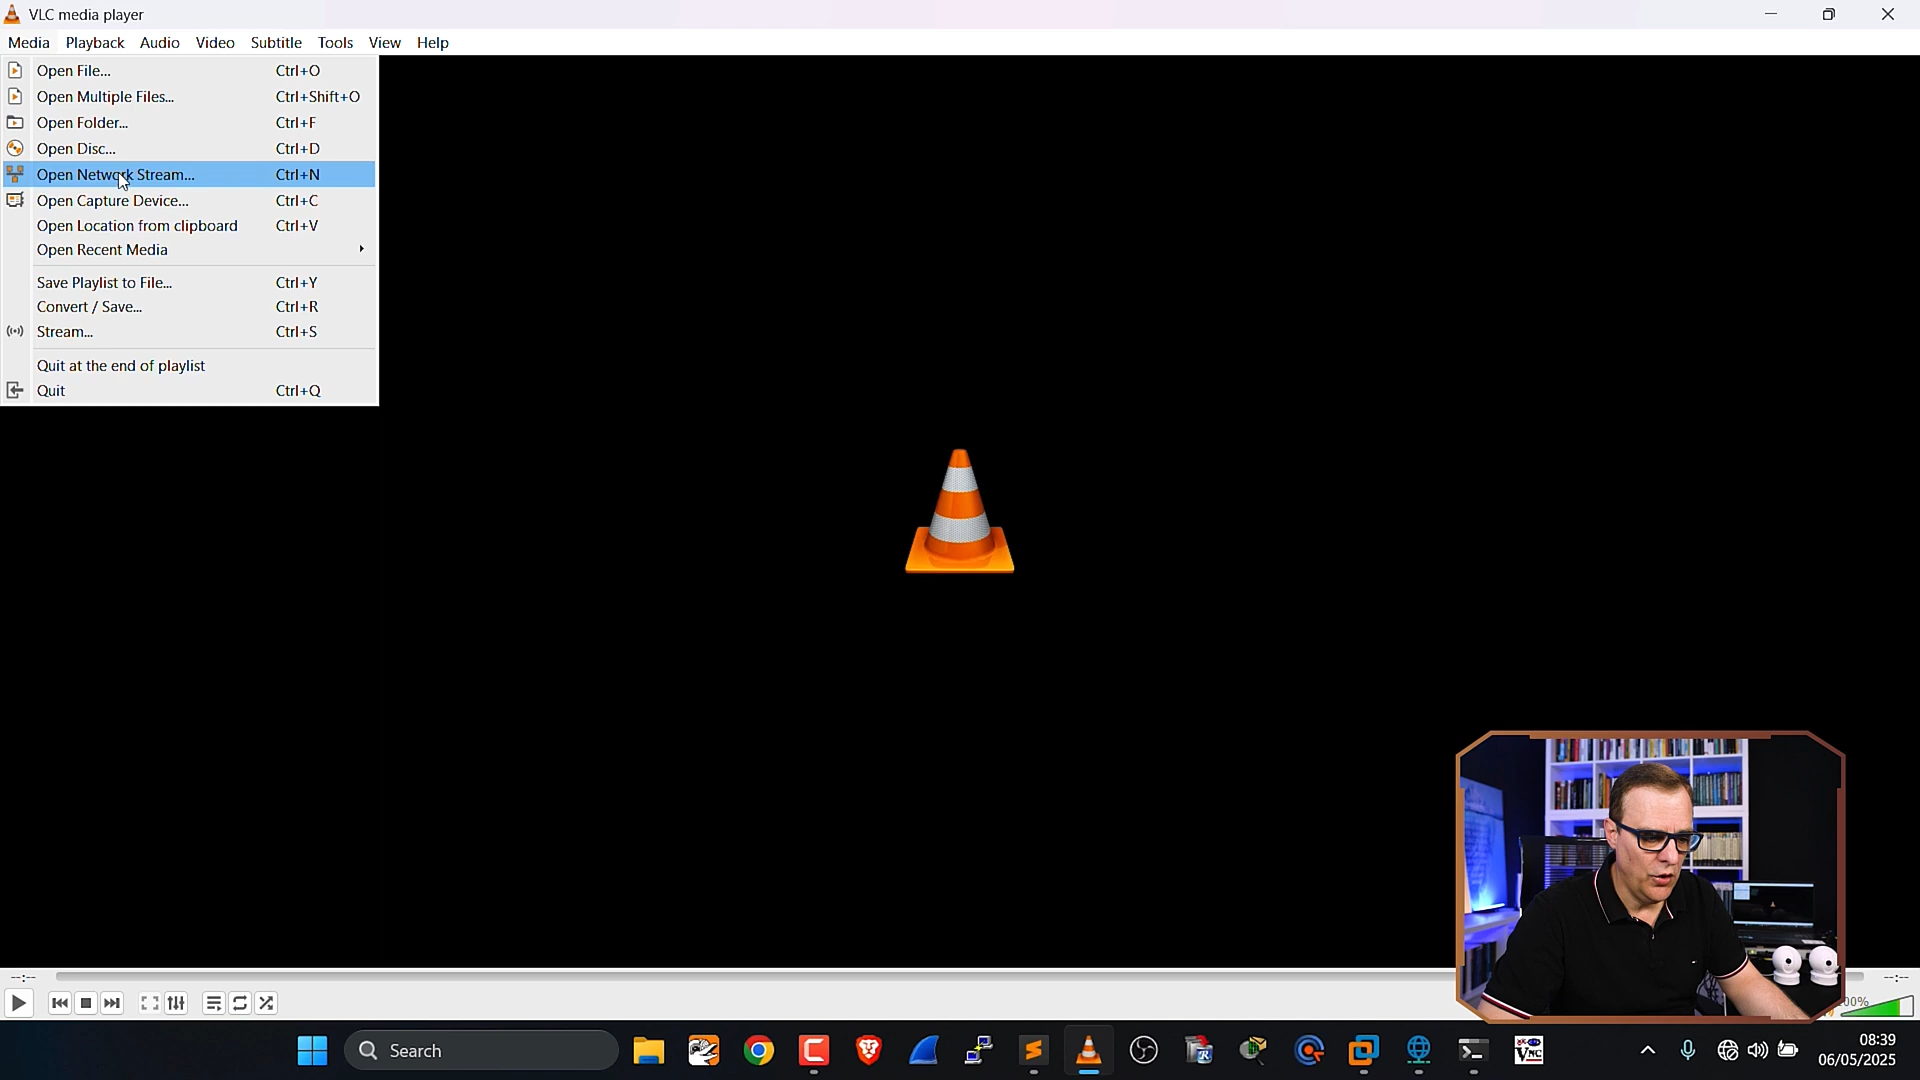 VLC media player
Media Playback Audio Video Subtitle Tools View Help
Open File... Ctrl+O
Open Multiple Files... Ctrl+Shift+O
Open Folder... Ctrl+F
Open Disc... Ctrl+D
Open Network Stream... Ctrl+N
Open Capture Device... Ctrl+C
Open Location from clipboard Ctrl+V
Open Recent Media
Save Playlist to File... Ctrl+Y
Convert / Save... Ctrl+R
Stream... Ctrl+S
Quit at the end of playlist
Quit Ctrl+Q
--:-- --:--
Search
VNC
08:39
06/05/2025